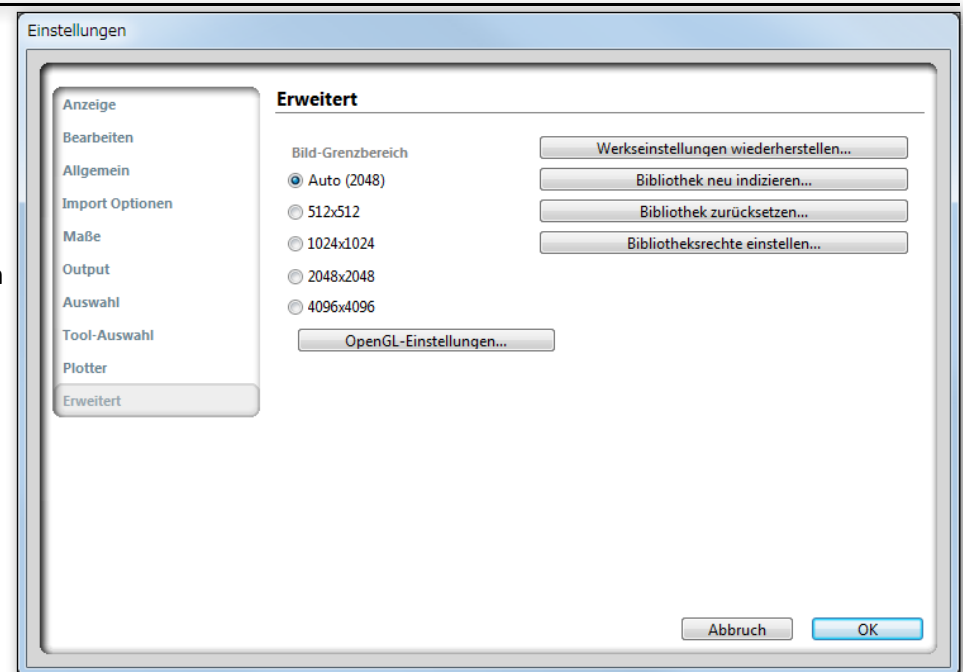 Einstellungen
Anzeige
Bearbeiten
Allgemein
Import Optionen
Maße
Output
Auswahl
Tool-Auswahl
Plotter
Erweitert
Erweitert
Bild-Grenzbereich
Auto (2048)
512x512
1024x1024
2048x2048
4096x4096
OpenGL-Einstellungen...
Werkseinstellungen wiederherstellen...
Bibliothek neu indizieren...
Bibliothek zurücksetzen...
Bibliotheksrechte einstellen...
Abbruch
OK